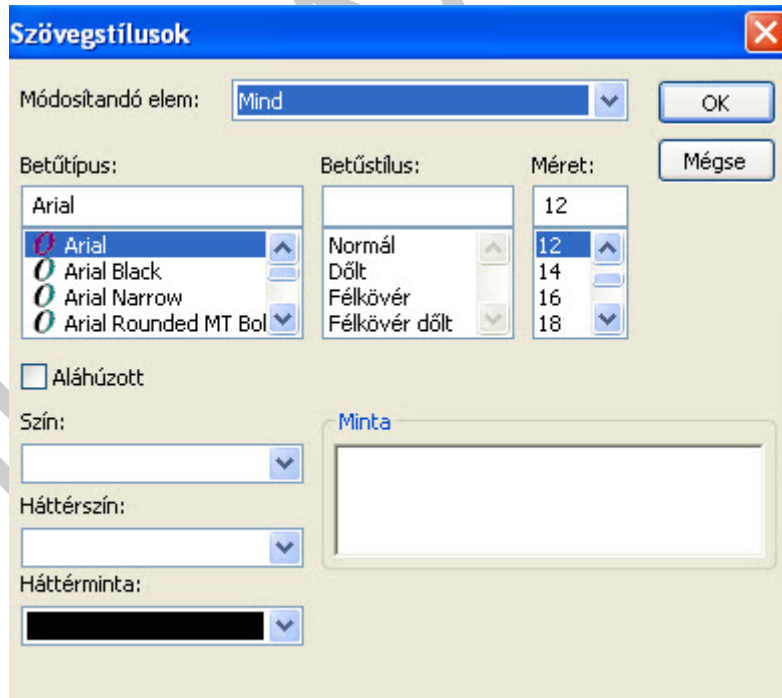 Szövegstílusok
Módosítandó elem: Mind OK
Mégse
Betűtípus: Betűstílus: Méret:
Arial 12
Arial Normál 12
Arial Black Dőlt 14
Arial Narrow Félkövér 16
Arial Rounded MT Bol Félkövér dőlt 18
Aláhúzott
Szín: Minta
Háttérszín:
Háttérminta: